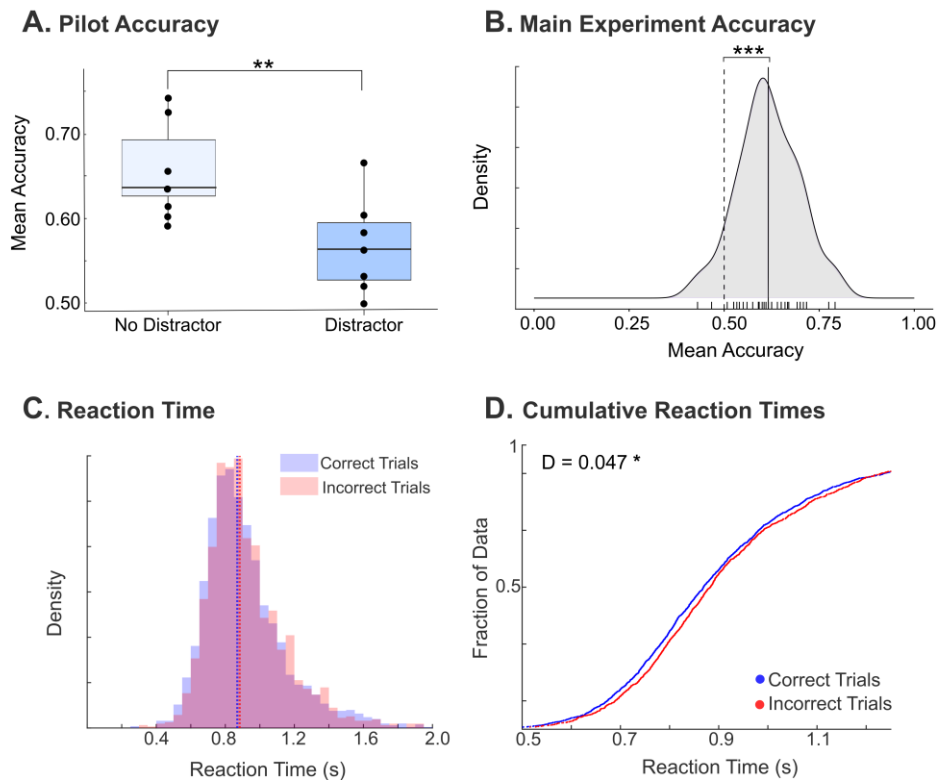 A. Pilot Accuracy
**
Mean Accuracy
0.70
0.60
0.50
No Distractor
Distractor
B. Main Experiment Accuracy
***
Density
0.00
0.25
0.50
0.75
1.00
Mean Accuracy
C. Reaction Time
Correct Trials
Incorrect Trials
Density
0.4
0.8
1.2
1.6
2.0
Reaction Time (s)
D. Cumulative Reaction Times
D = 0.047 *
Fraction of Data
1
0.5
0
Correct Trials
Incorrect Trials
0.5
0.7
0.9
1.1
Reaction Time (s)